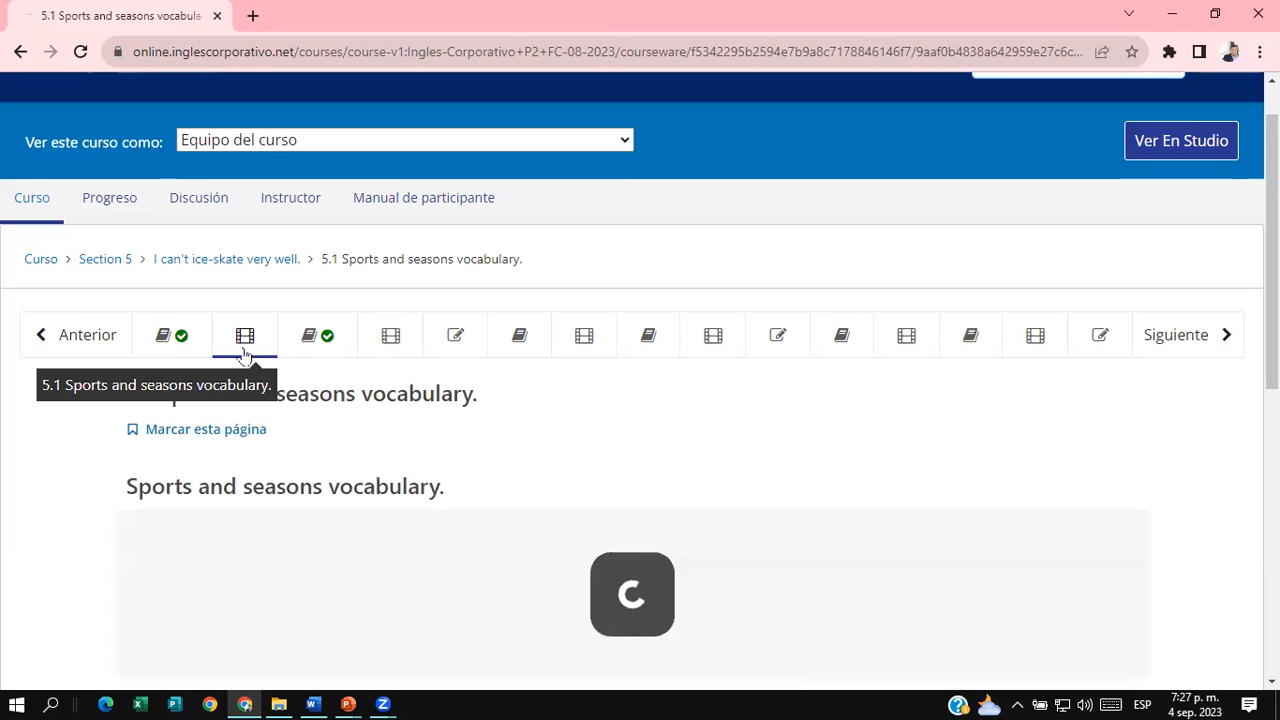 5.1 Sports and seasons vocabula
online.inglescorporativo.net/courses/course-v1:Ingles-Corporativo+P2+FC-08-2023/courseware/f5342295b2594e7b9a8c7178846146f7/9aaf0b4838a642959e27c6c...
Ver este curso como:
Equipo del curso
Ver En Studio
Curso
Progreso
Discusión
Instructor
Manual de participante
Curso > Section 5 > I can't ice-skate very well. > 5.1 Sports and seasons vocabulary.
Anterior
Siguiente
5.1 Sports and seasons vocabulary.
seasons vocabulary.
Marcar esta página
Sports and seasons vocabulary.
ESP
7:27 p. m.
4 sep. 2023